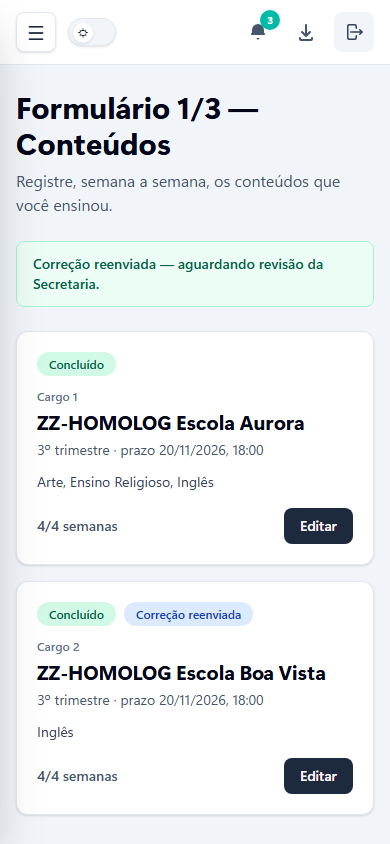 3
Formulário 1/3 —
Conteúdos
Registre, semana a semana, os conteúdos que
você ensinou.
Correção reenviada — aguardando revisão da
Secretaria.
Concluído
Cargo 1
ZZ-HOMOLOG Escola Aurora
3º trimestre · prazo 20/11/2026, 18:00
Arte, Ensino Religioso, Inglês
4/4 semanas Editar
Concluído Correção reenviada
Cargo 2
ZZ-HOMOLOG Escola Boa Vista
3º trimestre · prazo 20/11/2026, 18:00
Inglês
4/4 semanas Editar